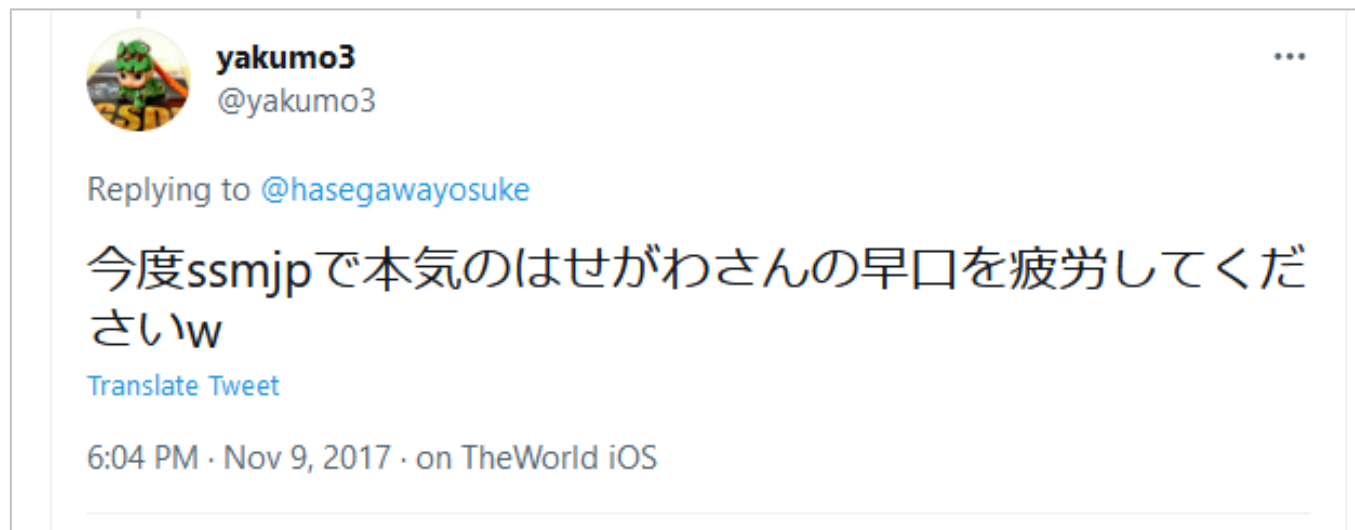 yakumo3
@yakumo3
Replying to @hasegawayosuke
今度ssmjpで本気のはせがわさんの早口を疲労してくだ
さいw
Translate Tweet
6:04 PM · Nov 9, 2017 · on TheWorld iOS